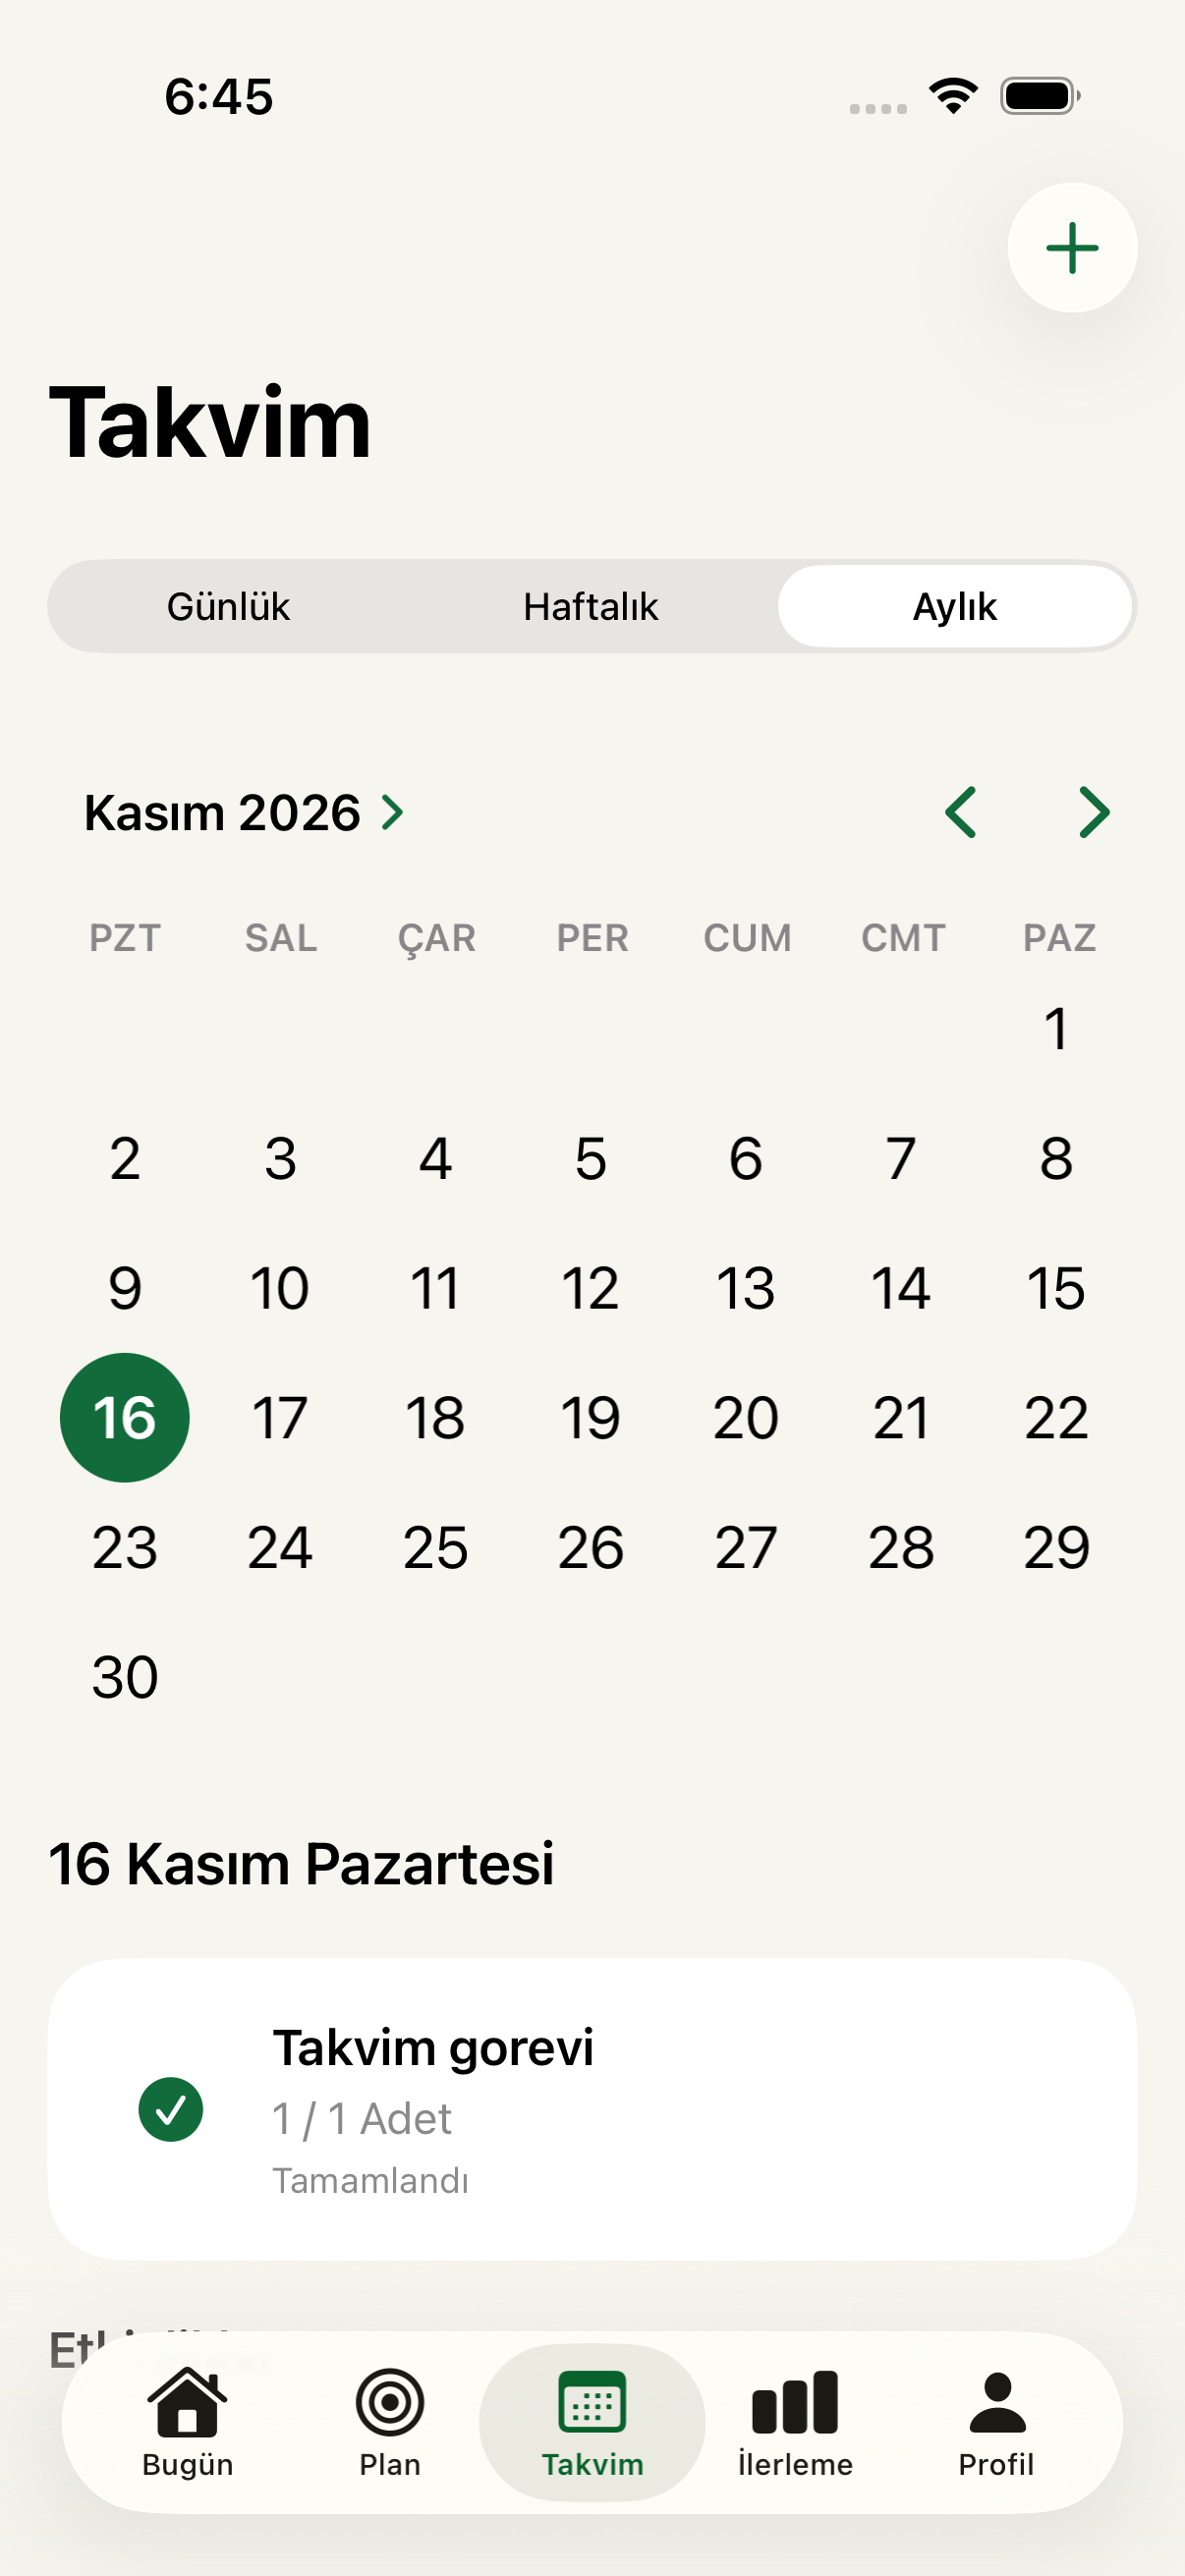 6:45
Takvim
Günlük Haftalık Aylık
Kasım 2026
PZT SAL ÇAR PER CUM CMT PAZ
1
2 3 4 5 6 7 8
9 10 11 12 13 14 15
16 17 18 19 20 21 22
23 24 25 26 27 28 29
30
16 Kasım Pazartesi
Takvim gorevi
1 / 1 Adet
Tamamlandı
Bugün Plan Takvim İlerleme Profil